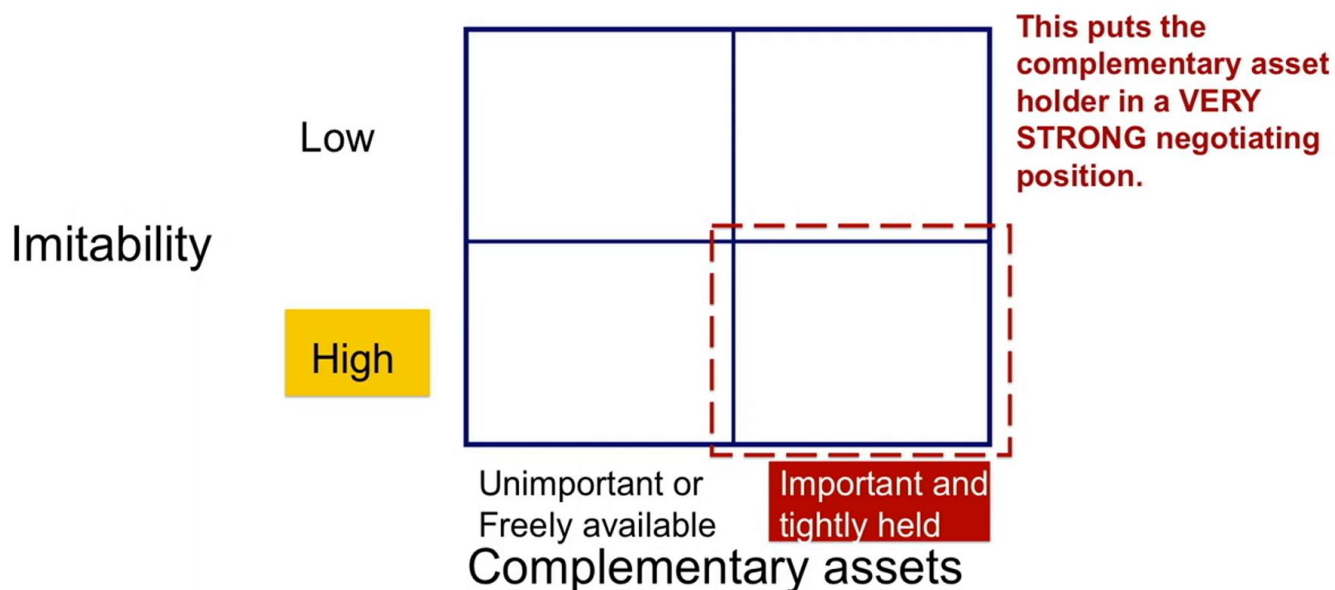 This puts the
complementary asset
holder in a VERY
STRONG negotiating
position.
Low
Imitability
High
Unimportant or
Freely available
Important and
tightly held
Complementary assets